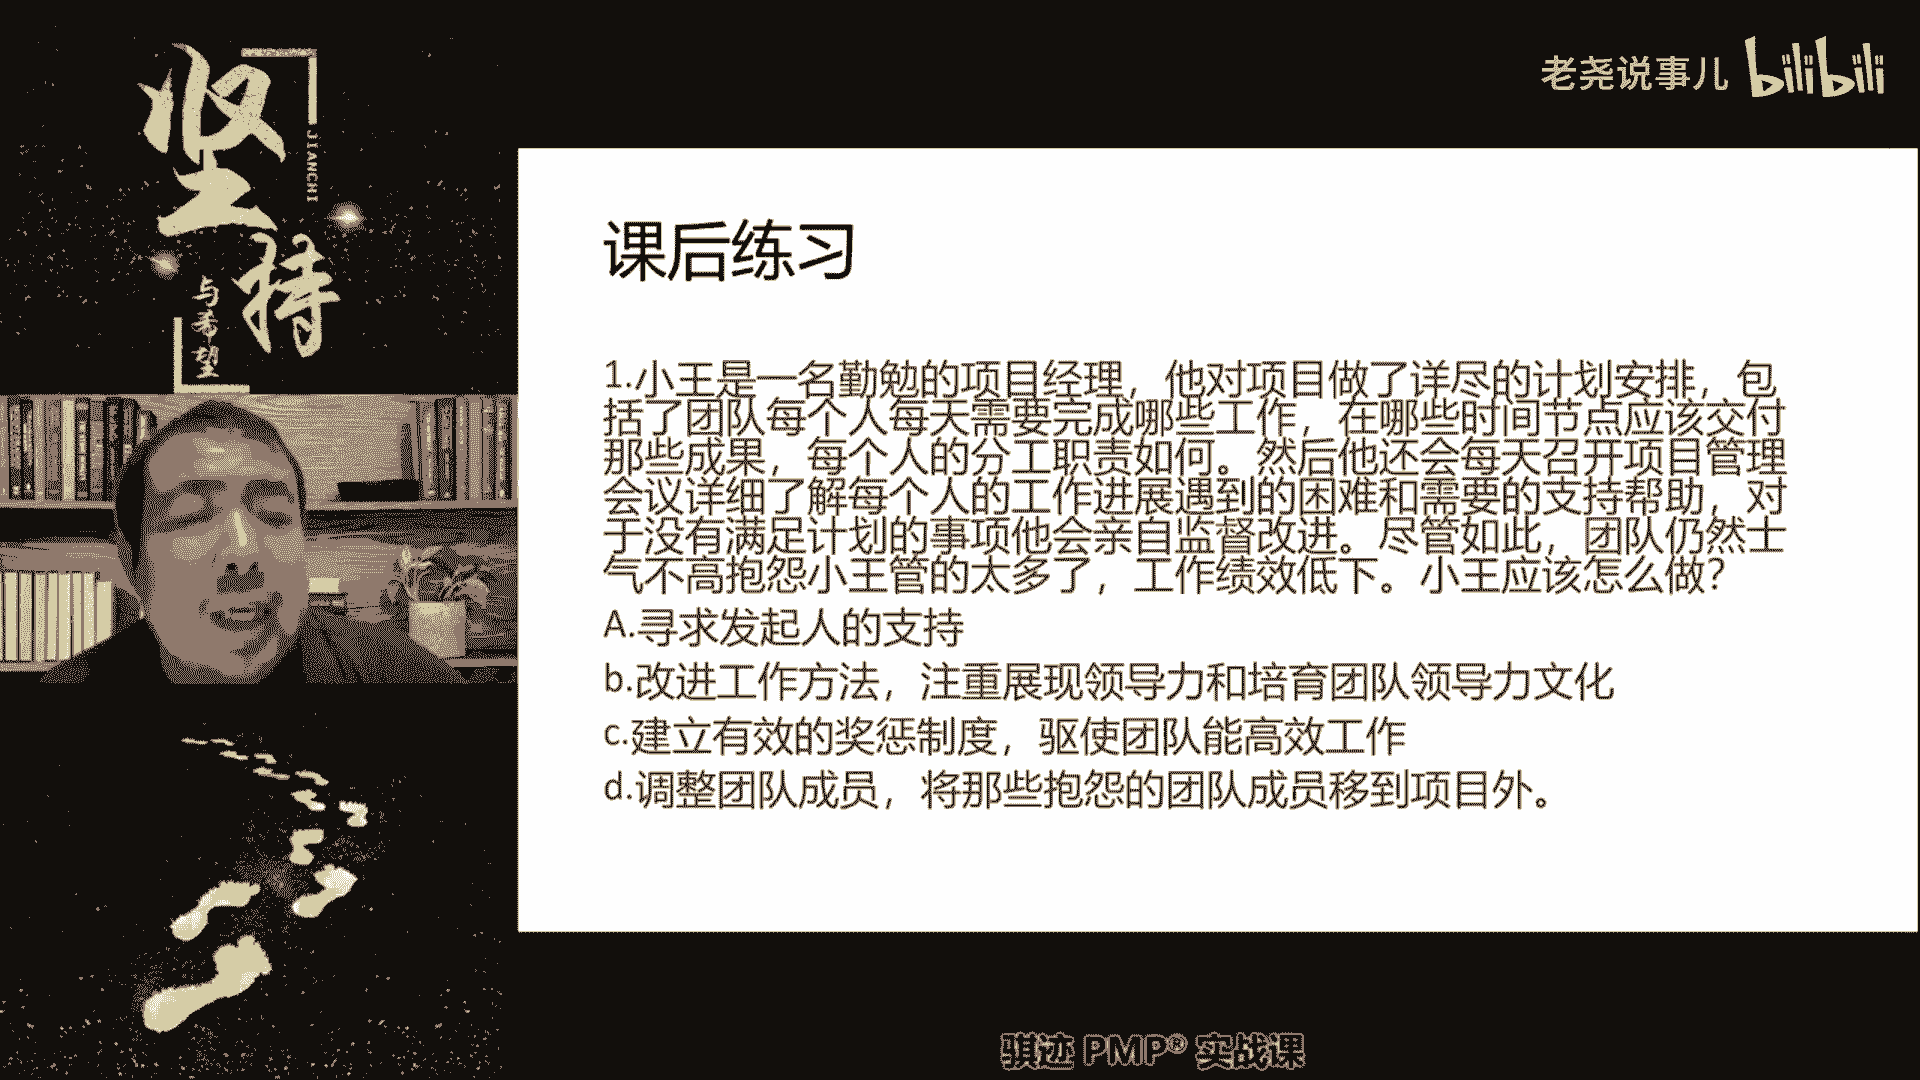 坚持
JIANCHI
与希望
老尧说事儿 bilibili
课后练习
1.小王是一名勤勉的项目经理，他对项目做了详尽的计划安排，包
括了团队每个人每天需要完成哪些工作，在哪些时间节点应该交付
那些成果，每个人的分工职责如何。然后他还会每天召开项目管理
会议详细了解每个人的工作进展遇到的困难和需要的支持帮助，对
于没有满足计划的事项他会亲自监督改进。尽管如此，团队仍然士
气不高抱怨小王管的太多了，工作绩效低下。小王应该怎么做？
A.寻求发起人的支持
b.改进工作方法，注重展现领导力和培育团队领导力文化
c.建立有效的奖惩制度，驱使团队能高效工作
d.调整团队成员，将那些抱怨的团队成员移到项目外。
骐迹 PMP® 实战课